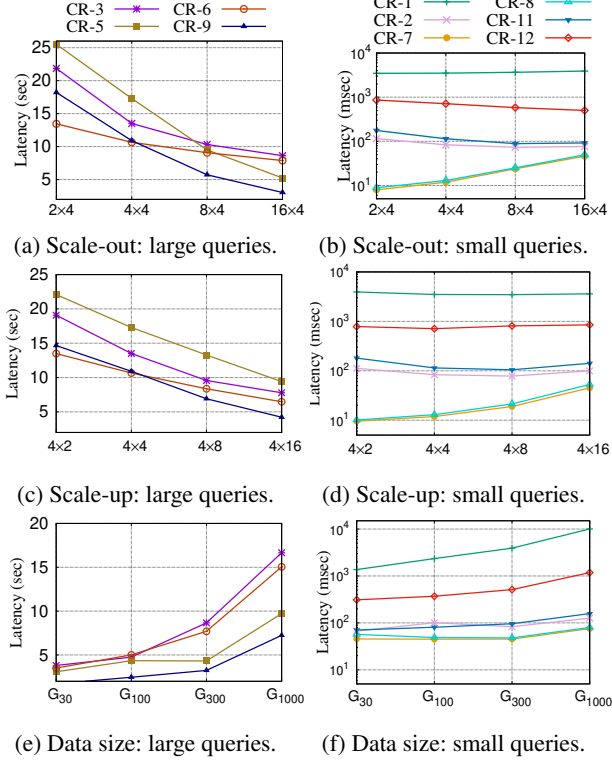 CR-3 CR-6
CR-5 CR-9
CR-1 CR-8
CR-2 CR-11
CR-7 CR-12
Latency (sec)
25
20
15
10
5
2×4 4×4 8×4 16×4
(a) Scale-out: large queries.
Latency (msec)
10^4
10^3
10^2
10^1
2×4 4×4 8×4 16×4
(b) Scale-out: small queries.
Latency (sec)
25
20
15
10
5
4×2 4×4 4×8 4×16
(c) Scale-up: large queries.
Latency (msec)
10^4
10^3
10^2
10^1
4×2 4×4 4×8 4×16
(d) Scale-up: small queries.
Latency (sec)
20
15
10
5
G30 G100 G300 G1000
(e) Data size: large queries.
Latency (msec)
10^4
10^3
10^2
10^1
G30 G100 G300 G1000
(f) Data size: small queries.